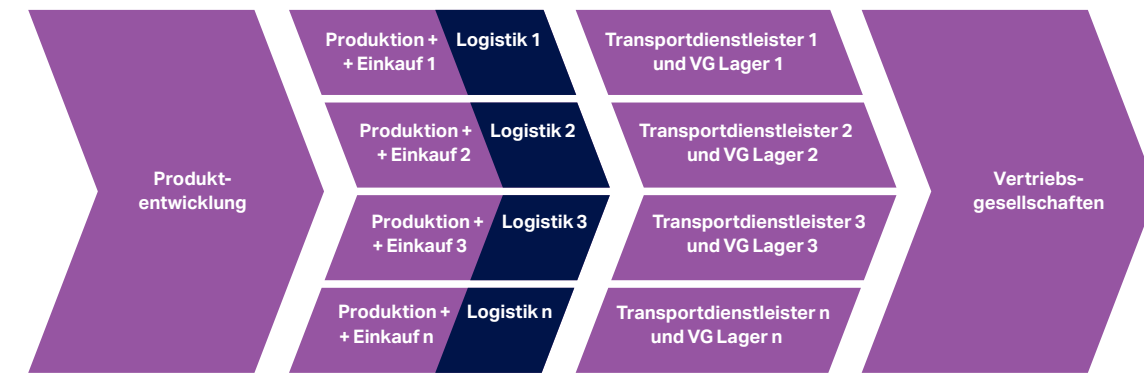 Produkt-
entwicklung
Produktion +
+ Einkauf 1
Logistik 1
Transportdienstleister 1
und VG Lager 1
Produktion +
+ Einkauf 2
Logistik 2
Transportdienstleister 2
und VG Lager 2
Produktion +
+ Einkauf 3
Logistik 3
Transportdienstleister 3
und VG Lager 3
Produktion +
+ Einkauf n
Logistik n
Transportdienstleister n
und VG Lager n
Vertriebs-
gesellschaften